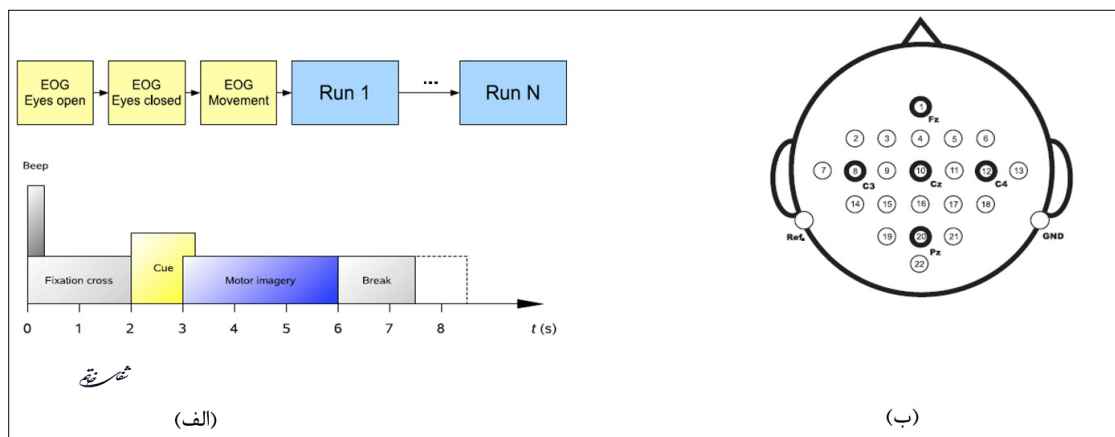 EOG
Eyes open
EOG
Eyes closed
EOG
Movement
Run 1
...
Run N
Beep
Fixation cross
Cue
Motor imagery
Break
0 1 2 3 4 5 6 7 8 t (s)
شفای خاتم
(الف)
1
Fz
2 3 4 5 6
7 8 9 10 11 12 13
C3 Cz C4
14 15 16 17 18
Ref. 19 20 21 GND
Pz
22
(ب)